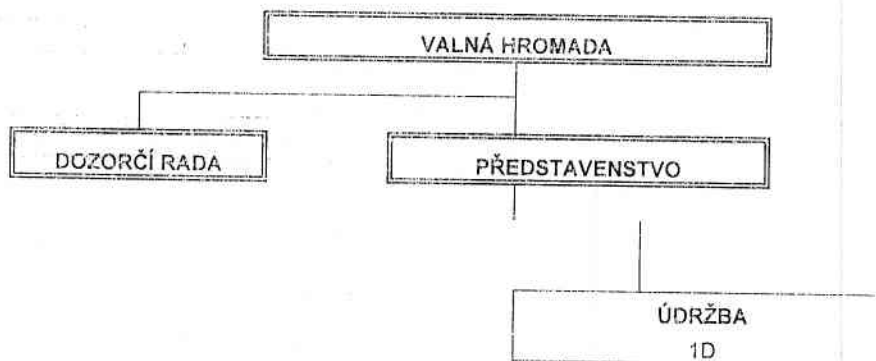 VALNÁ HROMADA
DOZORČÍ RADA
PŘEDSTAVENSTVO
ÚDRŽBA
1D